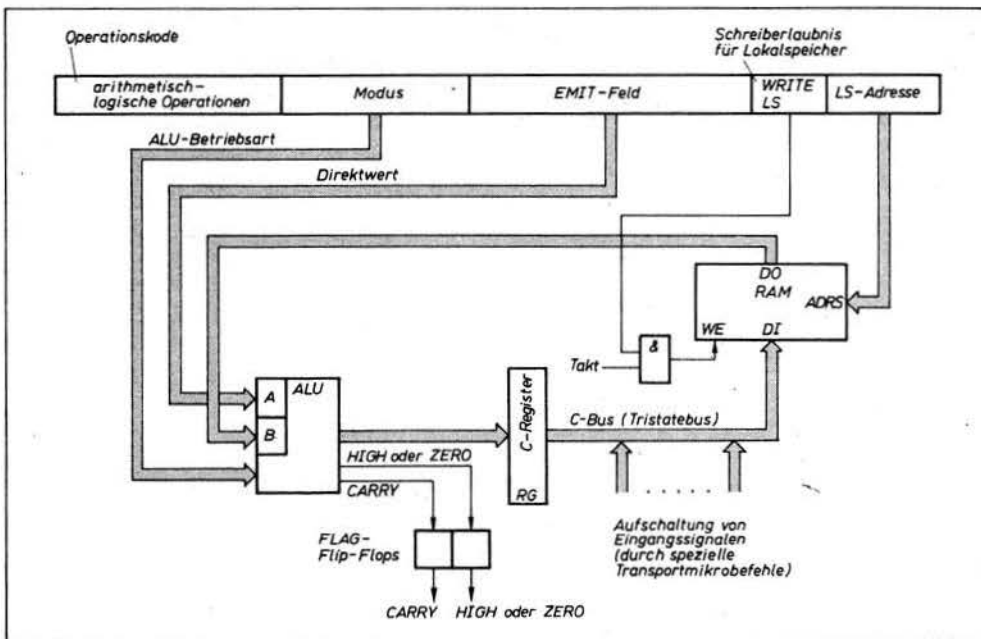 Operationskode
Schreiberlaubnis
für Lokalspeicher
arithmetisch-
logische Operationen
Modus
EMIT-Feld
WRITE
LS
LS-Adresse
ALU-Betriebsart
Direktwert
DO
RAM
ADRS
WE
DI
&
Takt
A
ALU
B
C-Register
RG
C-Bus (Tristatebus)
HIGH oder ZERO
CARRY
FLAG-
Flip-Flops
Aufschaltung von
Eingangssignalen
(durch spezielle
Transportmikrobefehle)
CARRY
HIGH oder ZERO